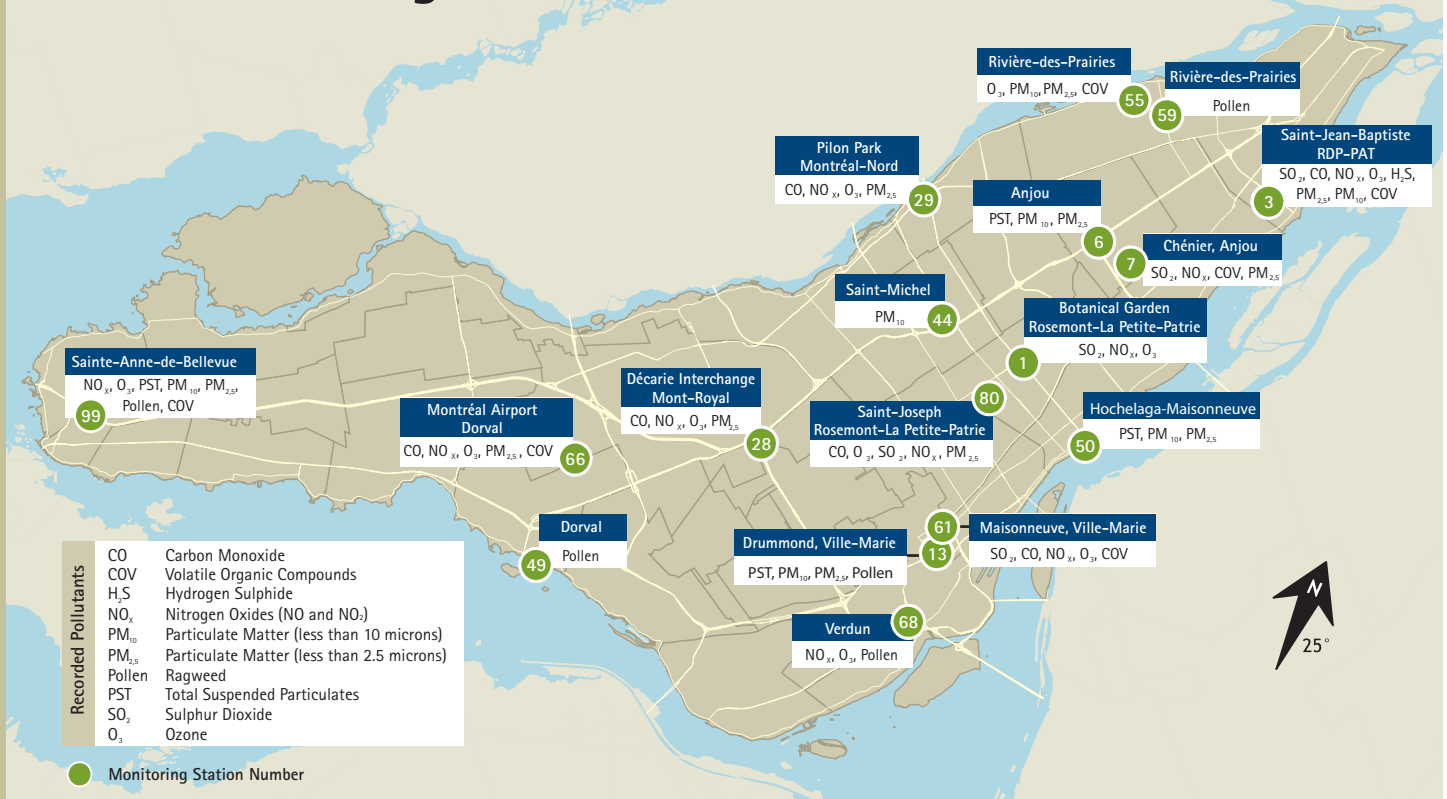 Rivière-des-Prairies
O₃, PM₁₀, PM₂,₅, COV
55
Rivière-des-Prairies
Pollen
59
Saint-Jean-Baptiste
RDP-PAT
SO₂, CO, NOₓ, O₃, H₂S,
PM₂,₅, PM₁₀, COV
3
Pilon Park
Montréal-Nord
CO, NOₓ, O₃, PM₂,₅
29
Anjou
PST, PM₁₀, PM₂,₅
6
Chénier, Anjou
SO₂, NOₓ, COV, PM₂,₅
7
Saint-Michel
PM₁₀
44
Botanical Garden
Rosemont-La Petite-Patrie
SO₂, NOₓ, O₃
1
Sainte-Anne-de-Bellevue
NOₓ, O₃, PST, PM₁₀, PM₂,₅,
Pollen, COV
99
Décarie Interchange
Mont-Royal
CO, NOₓ, O₃, PM₂,₅
28
Montréal Airport
Dorval
CO, NOₓ, O₃, PM₂,₅, COV
66
80
Saint-Joseph
Rosemont-La Petite-Patrie
CO, O₃, SO₂, NOₓ, PM₂,₅
Hochelaga-Maisonneuve
PST, PM₁₀, PM₂,₅
50
Dorval
Pollen
49
61
Maisonneuve, Ville-Marie
SO₂, CO, NOₓ, O₃, COV
Drummond, Ville-Marie
PST, PM₁₀, PM₂,₅, Pollen
13
Verdun
NOₓ, O₃, Pollen
68
N
25°
Recorded Pollutants
CO Carbon Monoxide
COV Volatile Organic Compounds
H₂S Hydrogen Sulphide
NOₓ Nitrogen Oxides (NO and NO₂)
PM₁₀ Particulate Matter (less than 10 microns)
PM₂,₅ Particulate Matter (less than 2.5 microns)
Pollen Ragweed
PST Total Suspended Particulates
SO₂ Sulphur Dioxide
O₃ Ozone
Monitoring Station Number